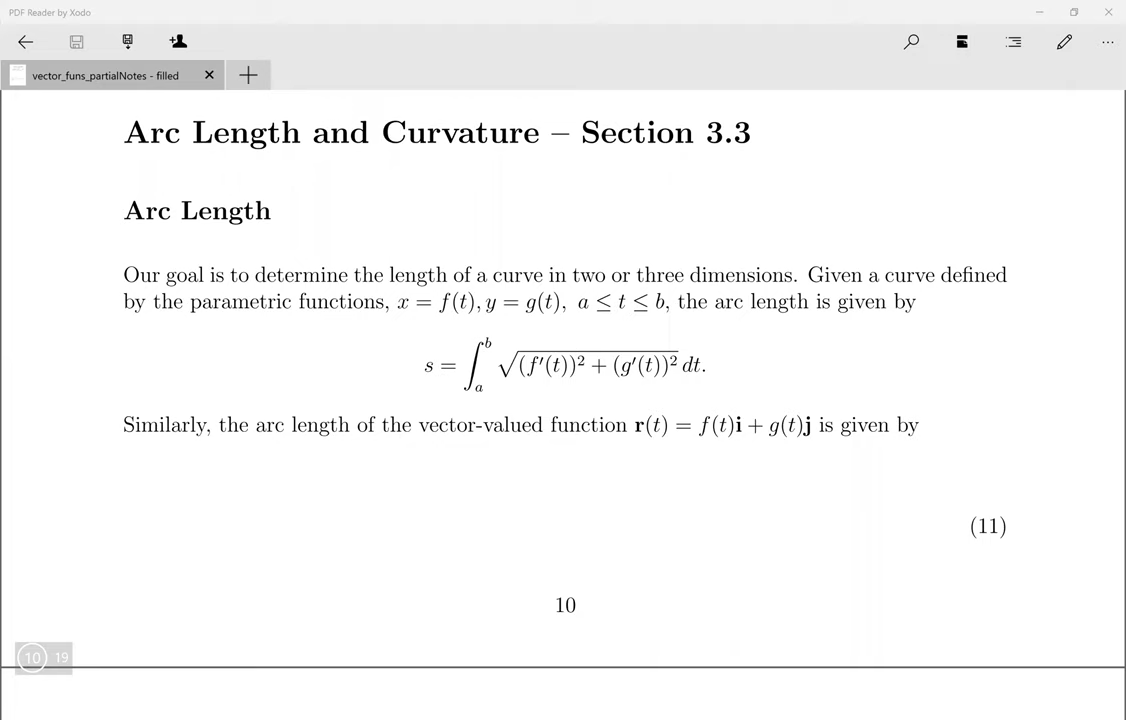 PDF Reader by Xodo
vector_funs_partialNotes - filled
Arc Length and Curvature – Section 3.3
Arc Length
Our goal is to determine the length of a curve in two or three dimensions. Given a curve defined
by the parametric functions, x = f(t), y = g(t), a ≤ t ≤ b, the arc length is given by
s = ∫_a^b √((f′(t))² + (g′(t))²) dt.
Similarly, the arc length of the vector-valued function r(t) = f(t)i + g(t)j is given by
(11)
10
10 19